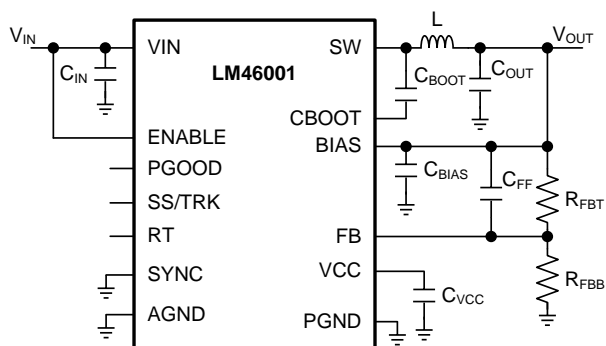 V_IN
C_IN
VIN
SW
L
V_OUT
LM46001
C_BOOT
C_OUT
CBOOT
ENABLE
BIAS
PGOOD
C_BIAS
C_FF
R_FBT
SS/TRK
RT
FB
SYNC
VCC
R_FBB
AGND
C_VCC
PGND